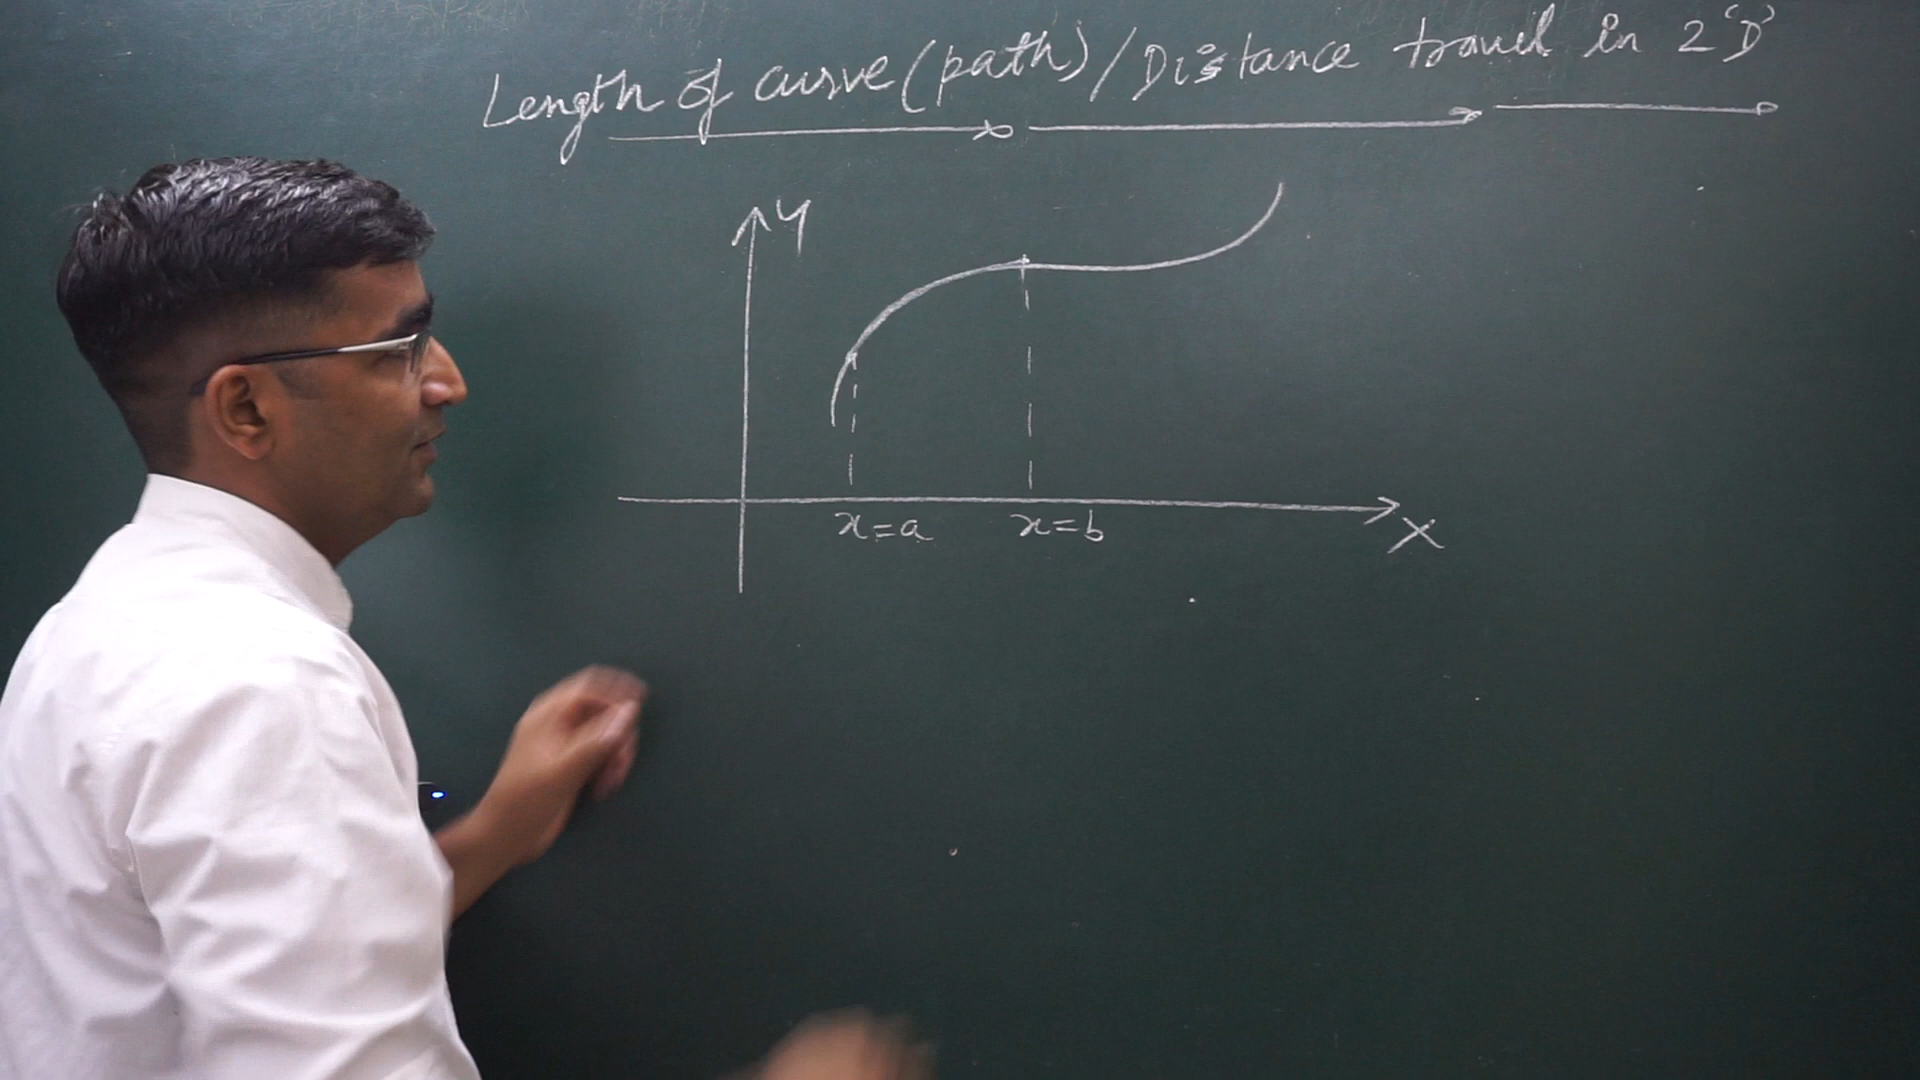 Length of curve (path) / Distance travel in 2'D'
Y
x=a x=b
X